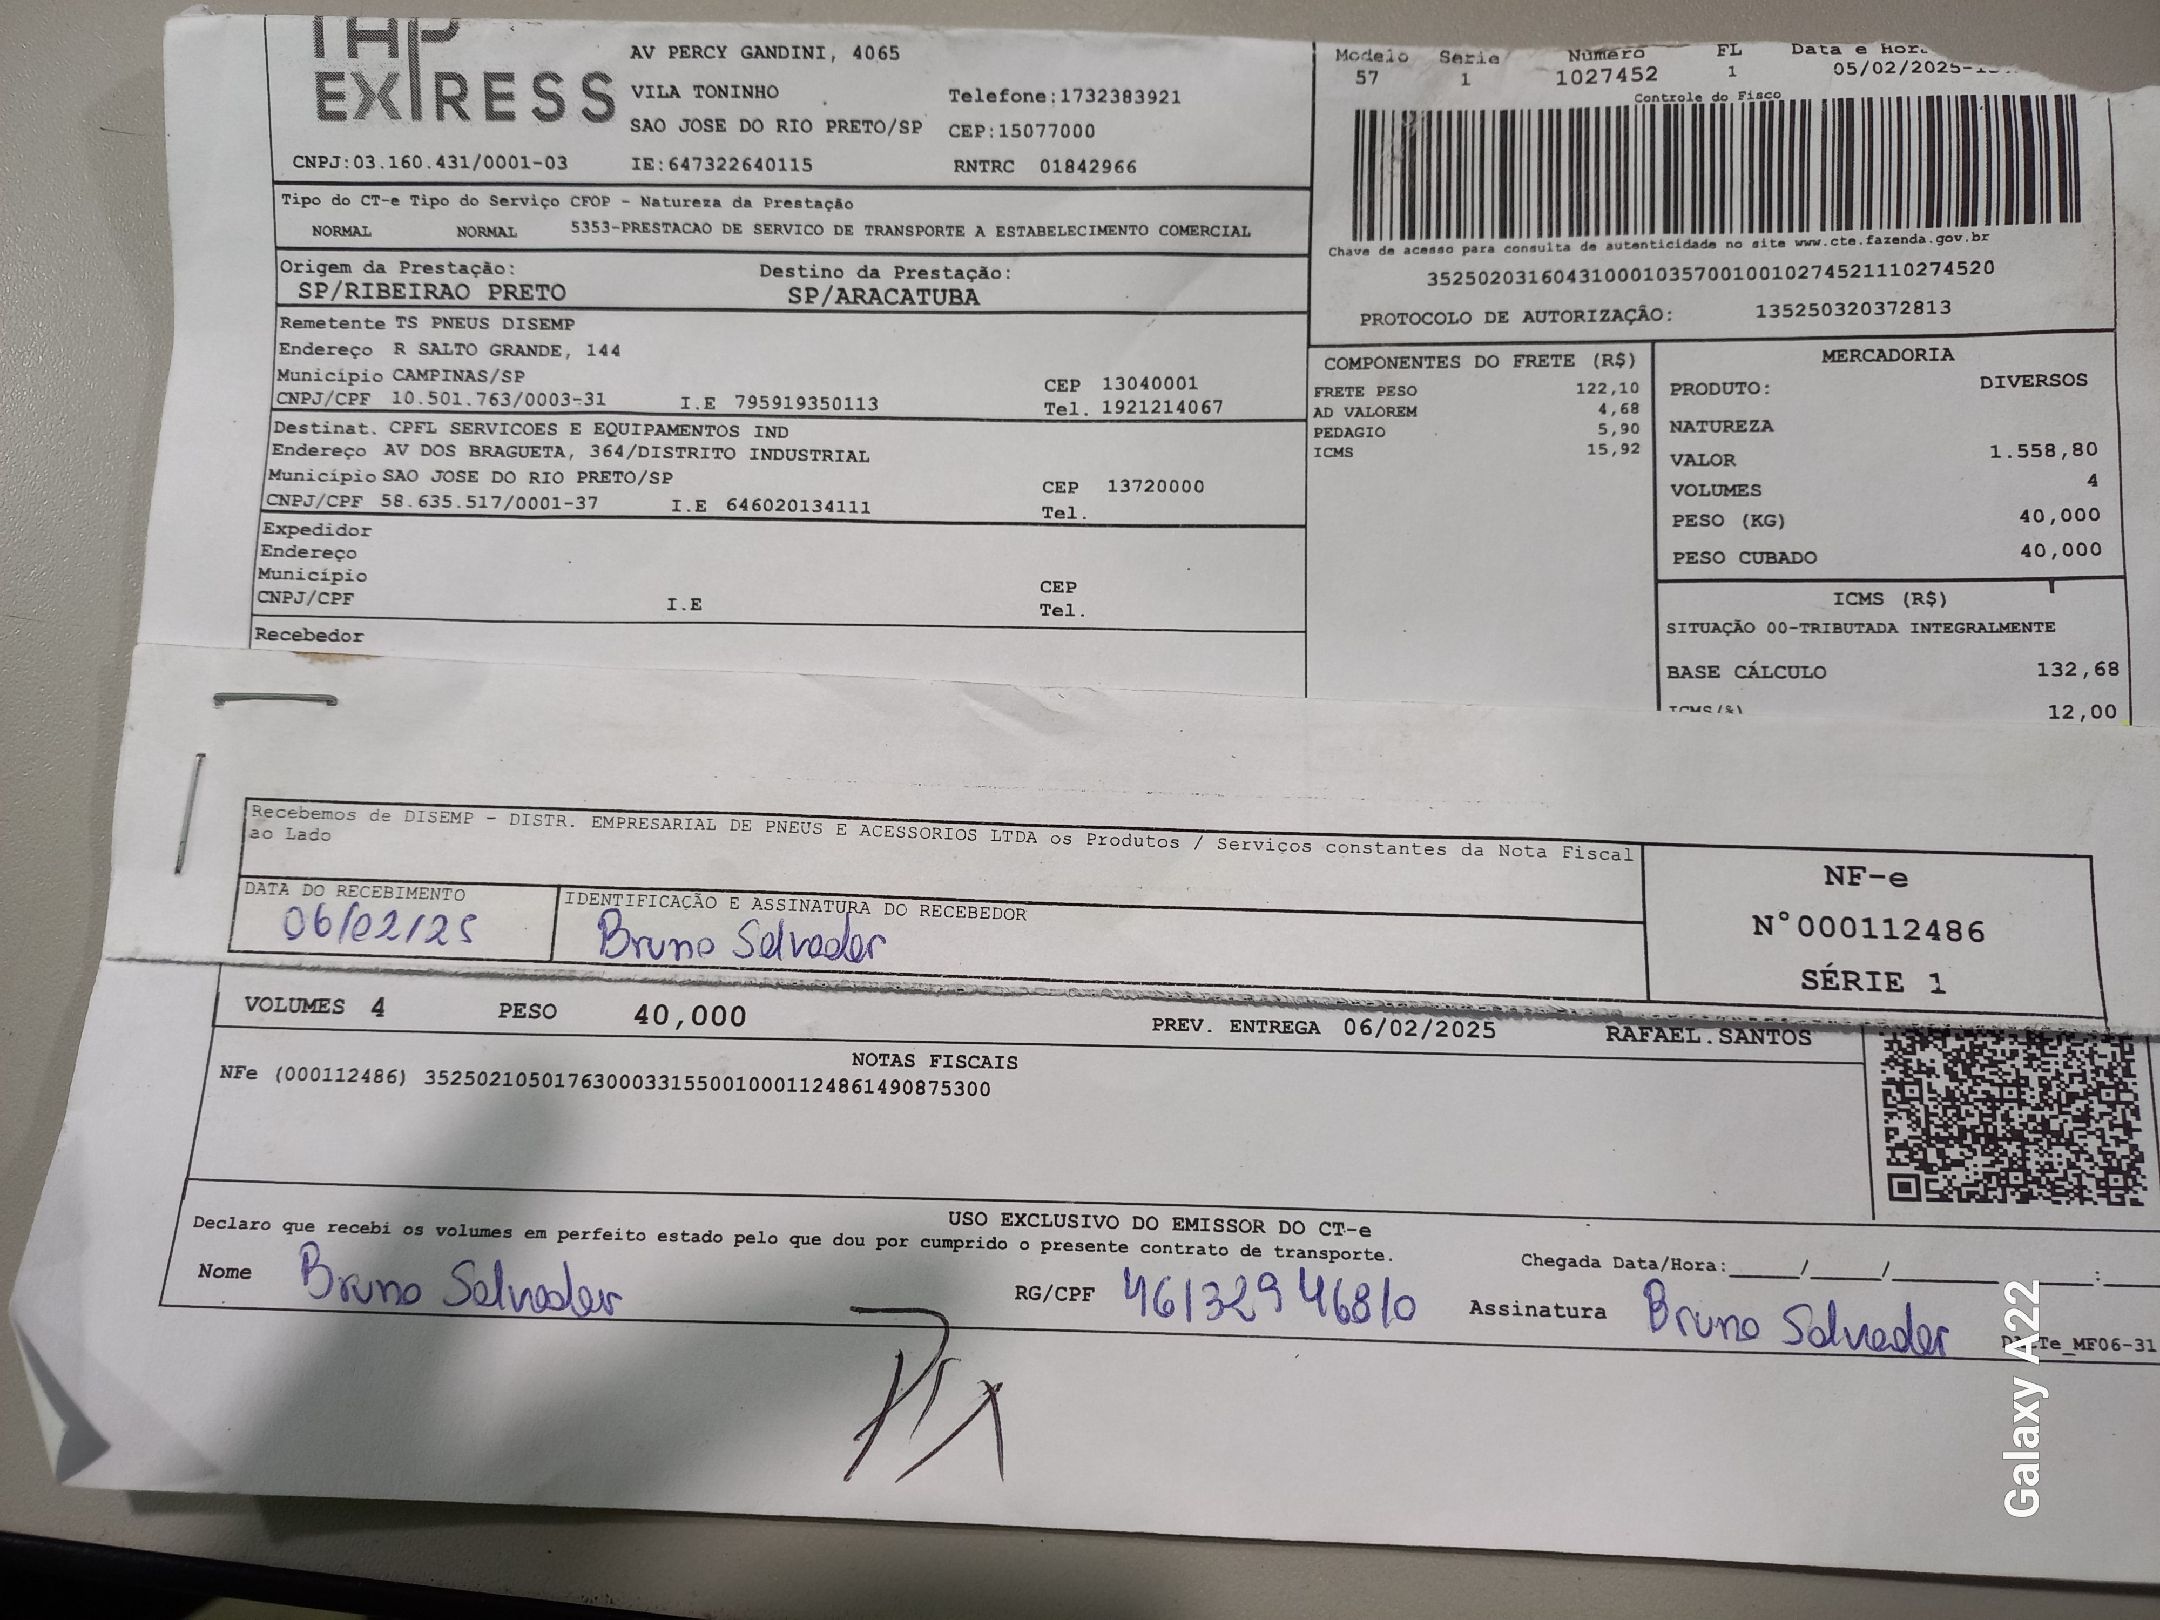 EXPRESS
AV PERCY GANDINI, 4065
VILA TONINHO
Telefone:1732383921
SAO JOSE DO RIO PRETO/SP CEP:15077000
CNPJ:03.160.431/0001-03 IE:647322640115 RNTRC 01842966
Modelo Serie Número FL Data e
57 1 1027452 1 05/02/2025
Controle do Fisco
Chave de acesso para consulta de autenticidade no site www.cte.fazenda.gov.br
35250203160431000103570010010274521110274520
PROTOCOLO DE AUTORIZAÇÃO: 135250320372813
Tipo do CT-e Tipo do Serviço CFOP - Natureza da Prestação
NORMAL NORMAL 5353-PRESTACAO DE SERVICO DE TRANSPORTE A ESTABELECIMENTO COMERCIAL
Origem da Prestação: Destino da Prestação:
SP/RIBEIRAO PRETO SP/ARACATUBA
Remetente TS PNEUS DISEMP
Endereço R SALTO GRANDE, 144
Município CAMPINAS/SP CEP 13040001
CNPJ/CPF 10.501.763/0003-31 I.E 795919350113 Tel. 1921214067
Destinat. CPFL SERVICOES E EQUIPAMENTOS IND
Endereço AV DOS BRAGUETA, 364/DISTRITO INDUSTRIAL
Município SAO JOSE DO RIO PRETO/SP CEP 13720000
CNPJ/CPF 58.635.517/0001-37 I.E 646020134111 Tel.
Expedidor
Endereço
Município CEP
CNPJ/CPF I.E Tel.
Recebedor
COMPONENTES DO FRETE (R$)
FRETE PESO 122,10
AD VALOREM 4,68
PEDAGIO 5,90
ICMS 15,92
MERCADORIA
PRODUTO: DIVERSOS
NATUREZA
VALOR 1.558,80
VOLUMES 4
PESO (KG) 40,000
PESO CUBADO 40,000
ICMS (R$)
SITUAÇÃO 00-TRIBUTADA INTEGRALMENTE
BASE CÁLCULO 132,68
ICMS(%) 12,00
Recebemos de DISEMP - DISTR. EMPRESARIAL DE PNEUS E ACESSORIOS LTDA os Produtos / Serviços constantes da Nota Fiscal
ao Lado
DATA DO RECEBIMENTO IDENTIFICAÇÃO E ASSINATURA DO RECEBEDOR
06/02/25 Bruno Salvador
NF-e
N°000112486
SÉRIE 1
VOLUMES 4 PESO 40,000 PREV. ENTREGA 06/02/2025 RAFAEL.SANTOS
NOTAS FISCAIS
NFe (000112486) 35250210501763000331550010001124861490875300
USO EXCLUSIVO DO EMISSOR DO CT-e
Declaro que recebi os volumes em perfeito estado pelo que dou por cumprido o presente contrato de transporte.
Chegada Data/Hora:_____/_____/________ ____:____
Nome Bruno Salvador RG/CPF 46132946810 Assinatura Bruno Salvador
MF06-31
Galaxy A22